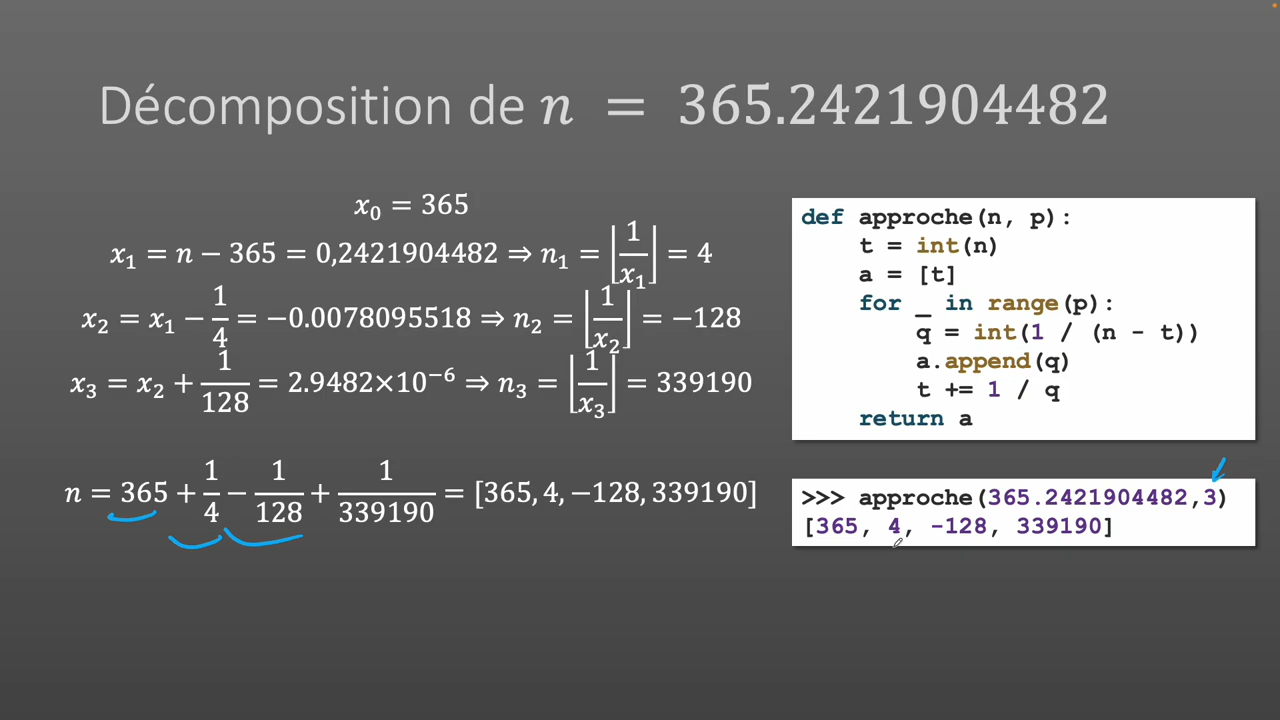 Décomposition de n = 365.2421904482
x₀ = 365
x₁ = n − 365 = 0,2421904482 ⇒ n₁ = ⌊1/x₁⌋ = 4
x₂ = x₁ − 1/4 = −0.0078095518 ⇒ n₂ = ⌊1/x₂⌋ = −128
x₃ = x₂ + 1/128 = 2.9482×10⁻⁶ ⇒ n₃ = ⌊1/x₃⌋ = 339190
n = 365 + 1/4 − 1/128 + 1/339190 = [365, 4, −128, 339190]
def approche(n, p):
    t = int(n)
    a = [t]
    for _ in range(p):
        q = int(1 / (n - t))
        a.append(q)
        t += 1 / q
    return a
>>> approche(365.2421904482,3)
[365, 4, -128, 339190]